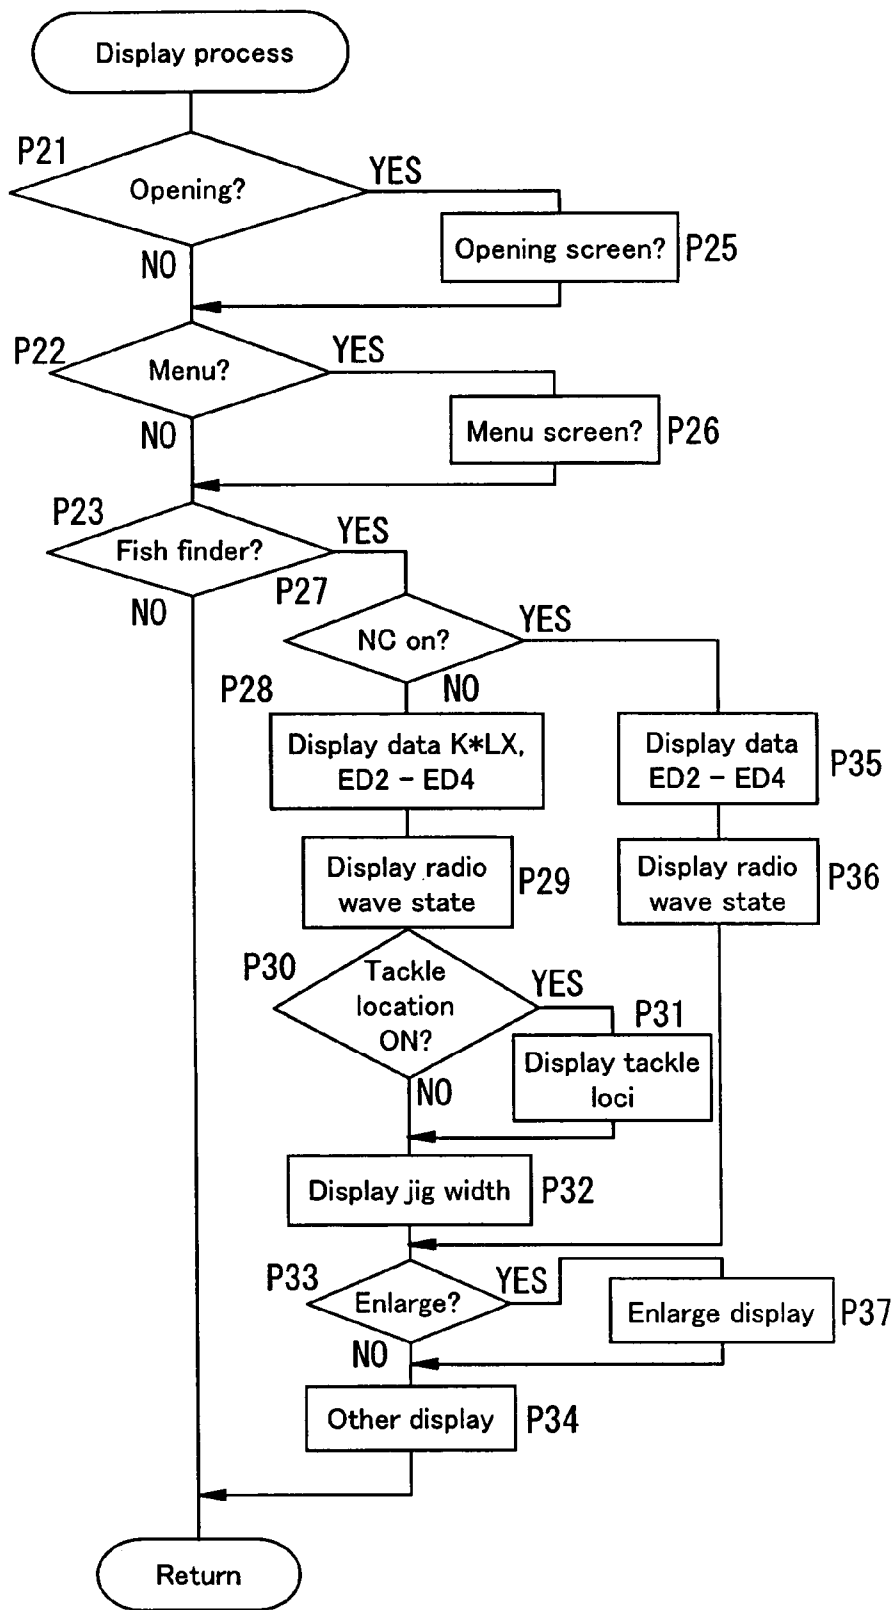 Display process
P21
Opening?
YES
NO
Opening screen?
P25
P22
Menu?
YES
NO
Menu screen?
P26
P23
Fish finder?
YES
NO
P27
NC on?
YES
NO
P28
Display data K*LX,
ED2 - ED4
Display data
ED2 - ED4
P35
Display radio
wave state
P29
Display radio
wave state
P36
P30
Tackle
location
ON?
YES
NO
P31
Display tackle
loci
Display jig width
P32
P33
Enlarge?
YES
NO
Enlarge display
P37
Other display
P34
Return